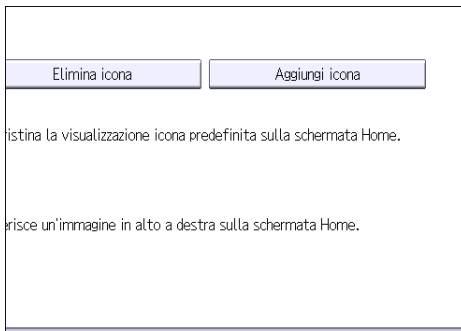 Elimina icona Aggiungi icona
ristina la visualizzazione icona predefinita sulla schermata Home.
erisce un'immagine in alto a destra sulla schermata Home.